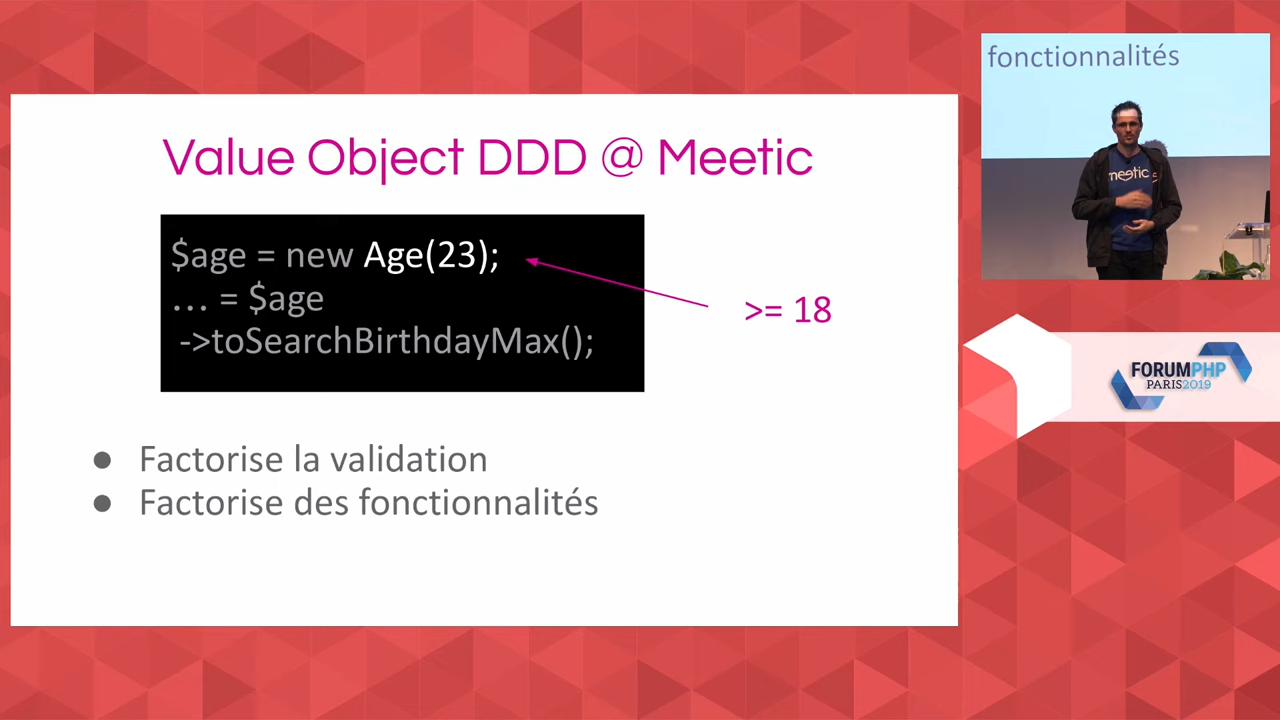 Value Object DDD @ Meetic
$age = new Age(23);
... = $age
->toSearchBirthdayMax();
>= 18
● Factorise la validation
● Factorise des fonctionnalités
fonctionnalités
meetic
FORUMPHP
PARIS2019